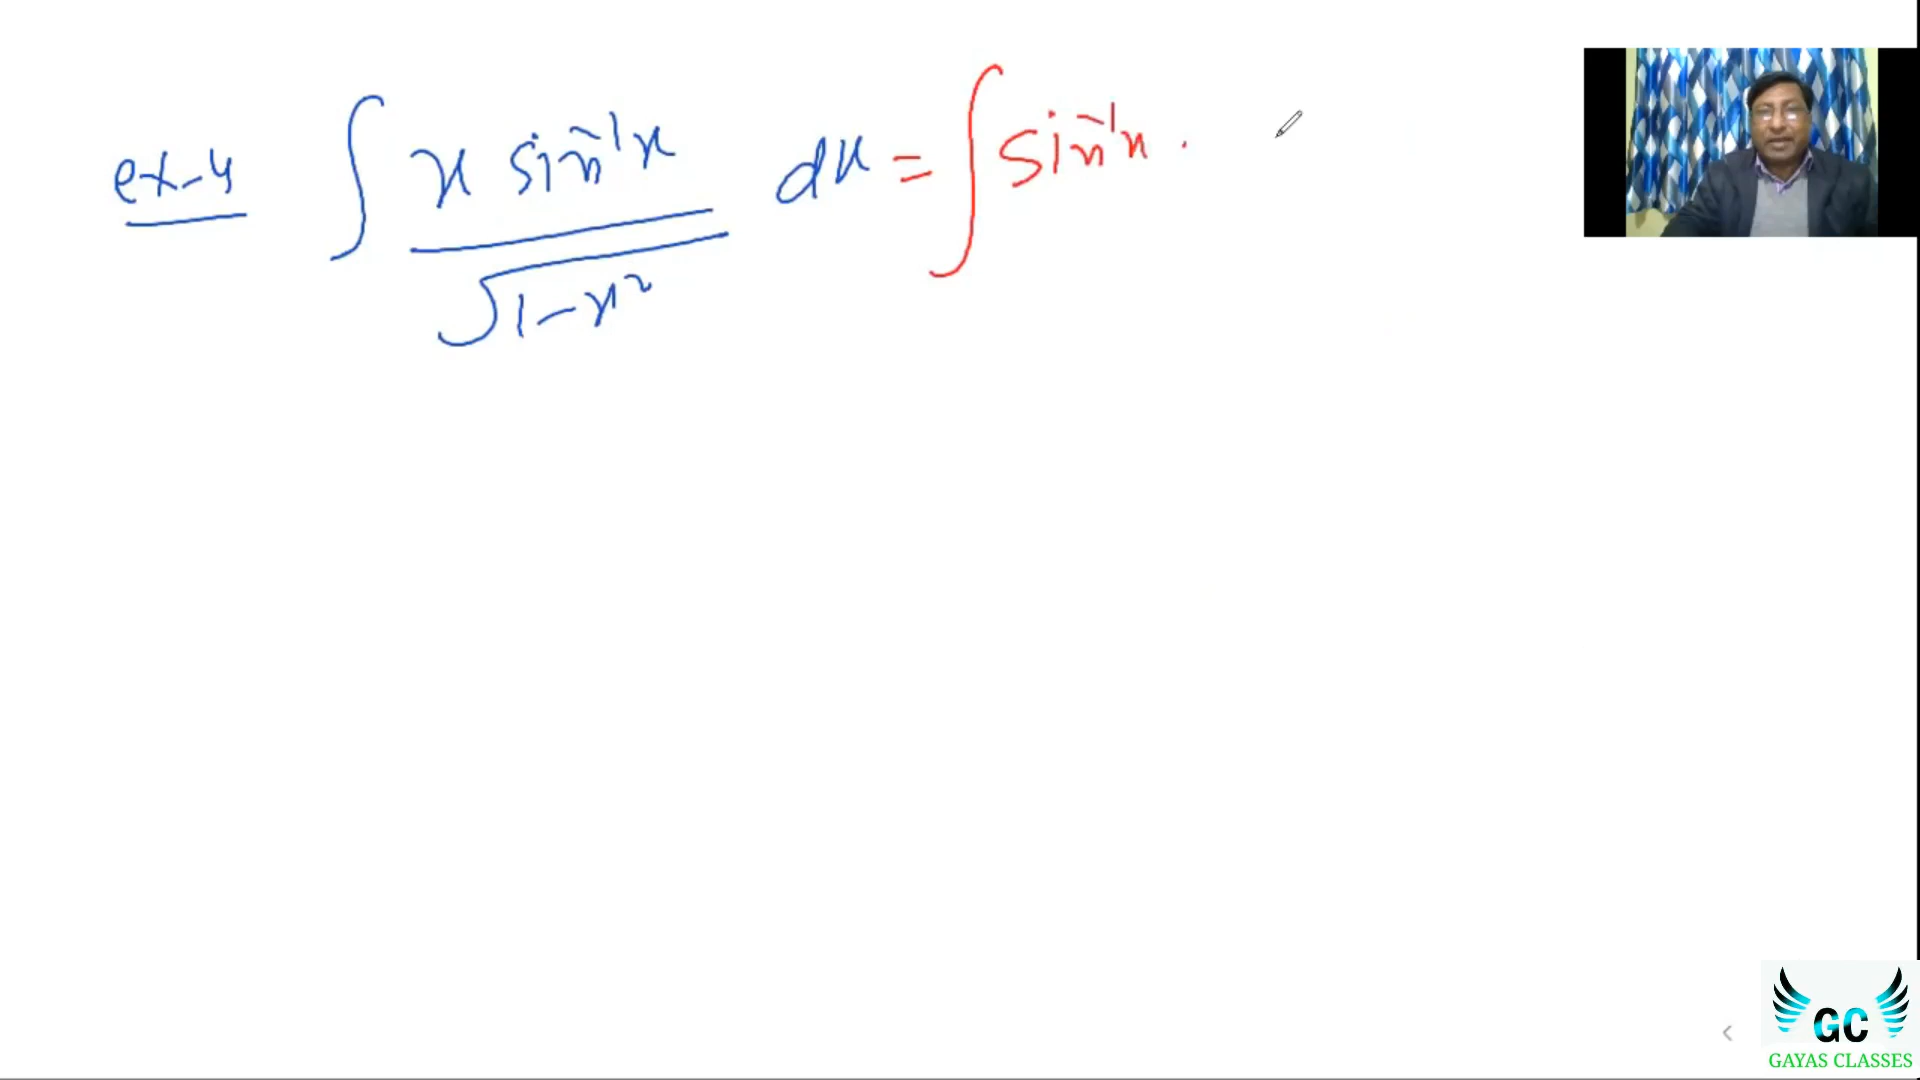 ex-4 ∫ x sin⁻¹x / √1-x² dx = ∫ sin⁻¹x .
GC
GAYAS CLASSES